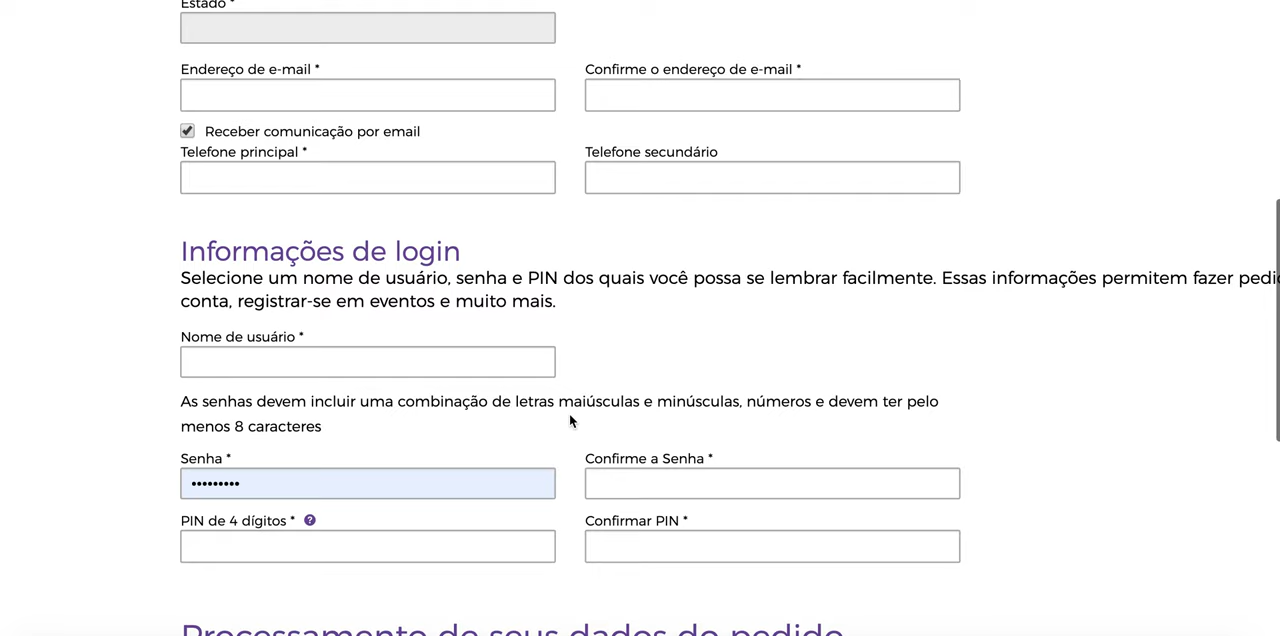 Estado *
Endereço de e-mail *
Confirme o endereço de e-mail *
Receber comunicação por email
Telefone principal *
Telefone secundário
Informações de login
Selecione um nome de usuário, senha e PIN dos quais você possa se lembrar facilmente. Essas informações permitem fazer
conta, registrar-se em eventos e muito mais.
Nome de usuário *
As senhas devem incluir uma combinação de letras maiúsculas e minúsculas, números e devem ter pelo
menos 8 caracteres
Senha *
Confirme a Senha *
•••••••••
PIN de 4 dígitos * ?
Confirmar PIN *
Processamento de seus dados do pedido